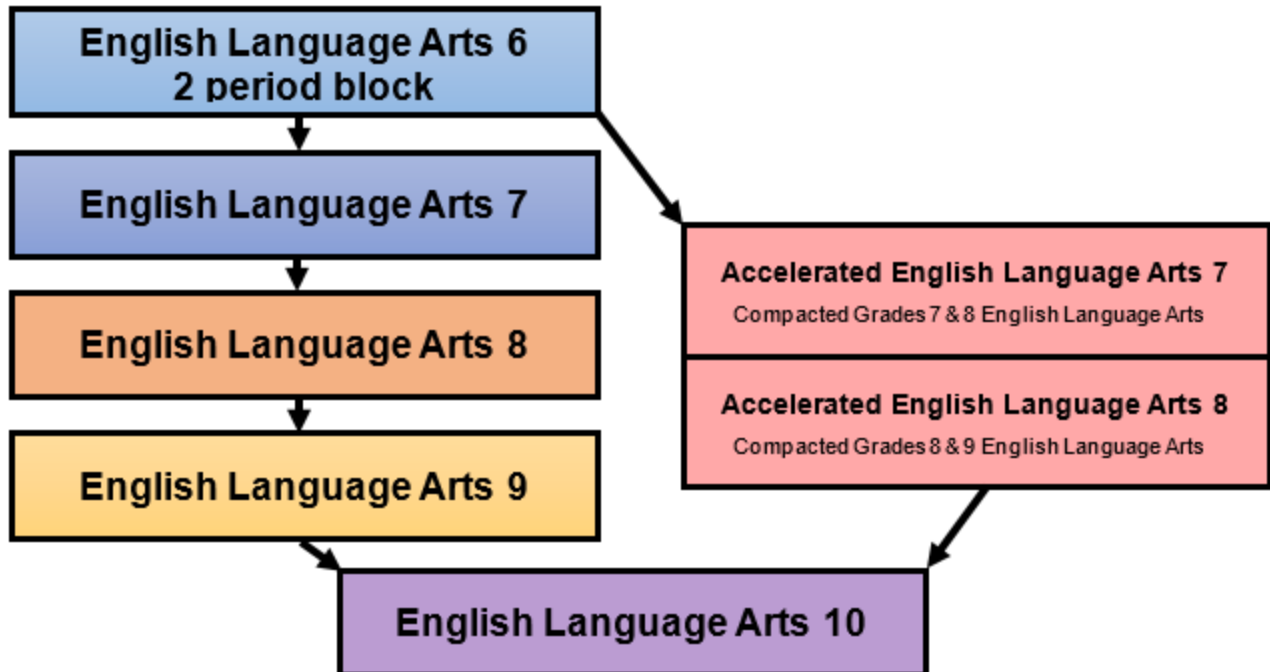 English Language Arts 6
2 period block
English Language Arts 7
English Language Arts 8
English Language Arts 9
Accelerated English Language Arts 7
Compacted Grades 7 & 8 English Language Arts
Accelerated English Language Arts 8
Compacted Grades 8 & 9 English Language Arts
English Language Arts 10